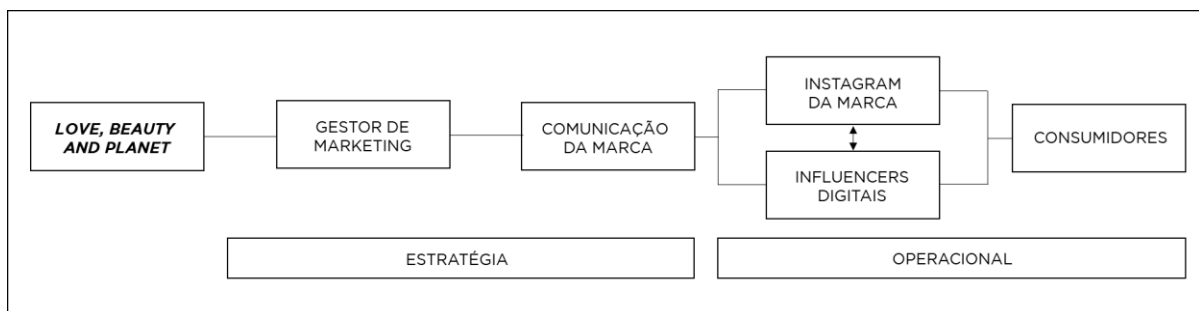 LOVE, BEAUTY
AND PLANET
GESTOR DE
MARKETING
COMUNICAÇÃO
DA MARCA
INSTAGRAM
DA MARCA
INFLUENCERS
DIGITAIS
CONSUMIDORES
ESTRATÉGIA
OPERACIONAL